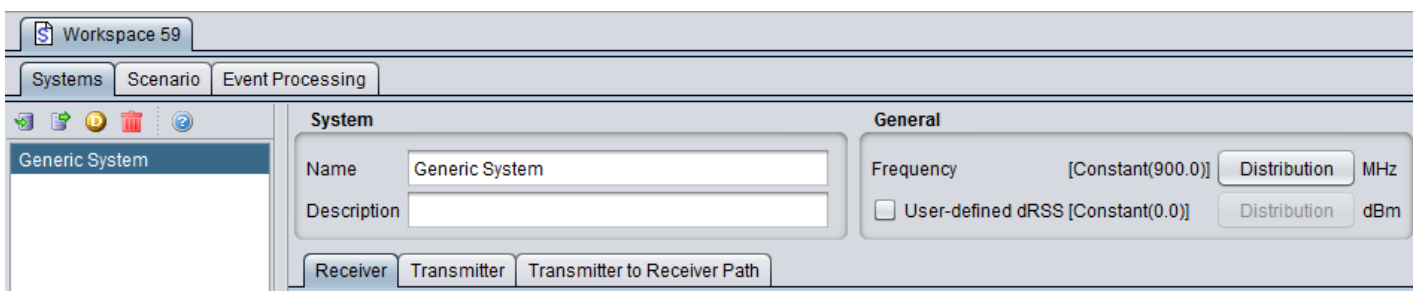 Workspace 59
Systems Scenario Event Processing
System
General
Generic System
Name Generic System
Frequency [Constant(900.0)] Distribution MHz
Description
User-defined dRSS [Constant(0.0)] Distribution dBm
Receiver Transmitter Transmitter to Receiver Path